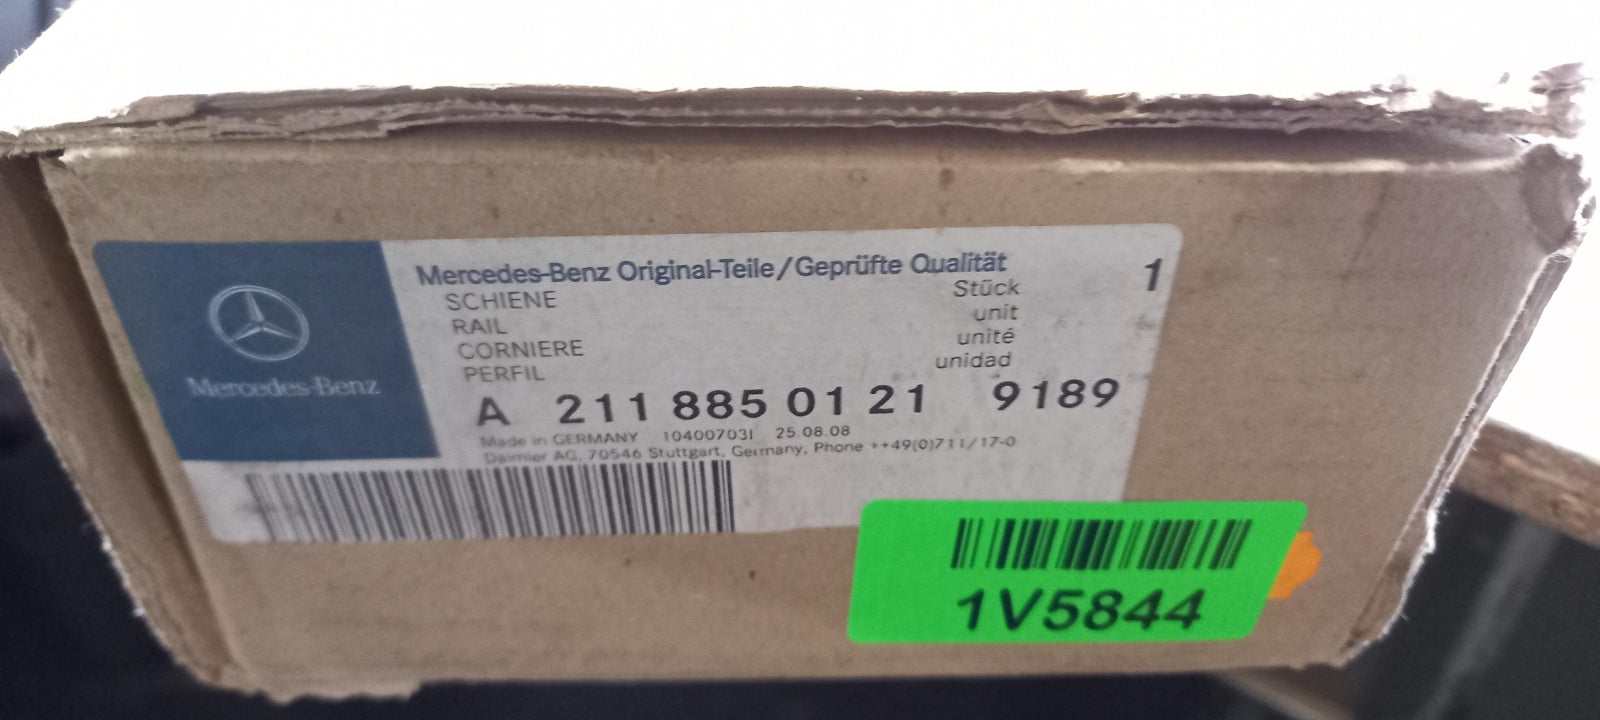 Mercedes-Benz
Mercedes-Benz Original-Teile/Geprüfte Qualität
SCHIENE Stück 1
RAIL unit
CORNIERE unité
PERFIL unidad
A 211 885 01 21 9189
Made in GERMANY 10400703I 25.08.08
Daimler AG, 70546 Stuttgart, Germany, Phone ++49(0)711/17-0
1V5844